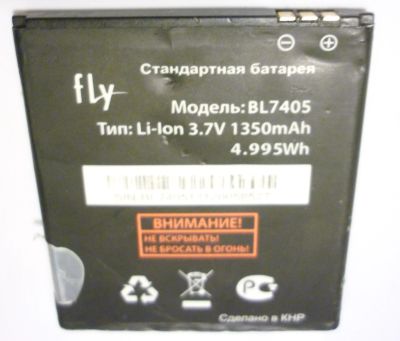 Стандартная батарея
fly
Модель: BL7405
Тип: Li-Ion 3.7V 1350mAh
4.995Wh
ВНИМАНИЕ!
НЕ ВСКРЫВАТЬ!
НЕ БРОСАТЬ В ОГОНЬ!
Сделано в КНР